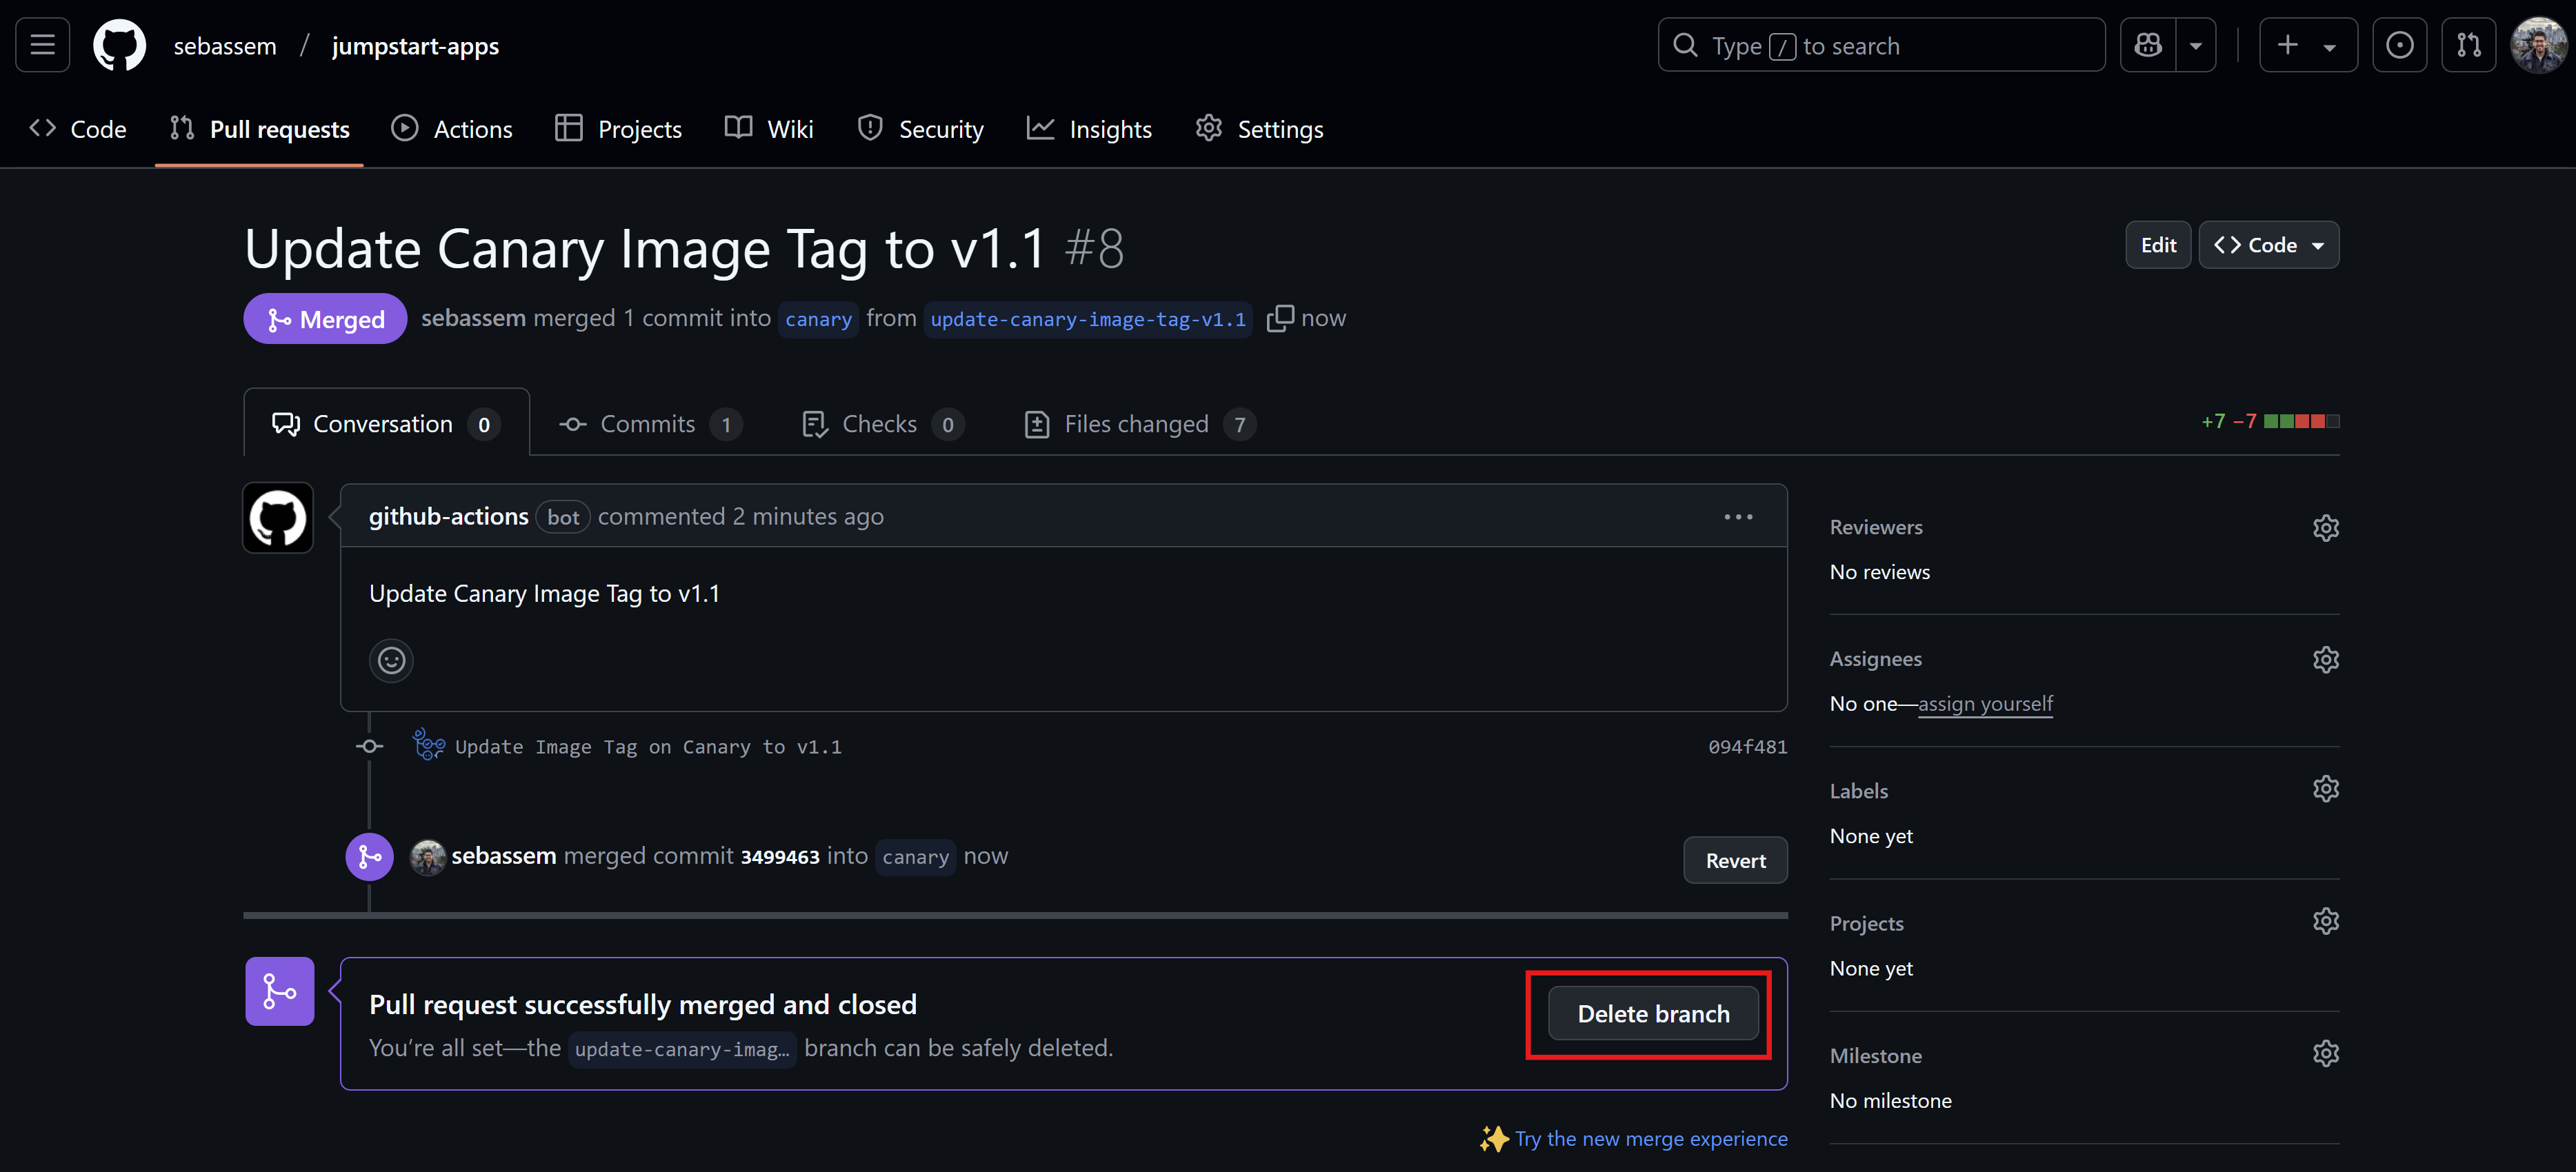 sebassem / jumpstart-apps
Type / to search
Code
Pull requests
Actions
Projects
Wiki
Security
Insights
Settings
Update Canary Image Tag to v1.1 #8
Edit
Code
Merged
sebassem merged 1 commit into canary from update-canary-image-tag-v1.1 now
Conversation 0
Commits 1
Checks 0
Files changed 7
+7 −7
github-actions bot commented 2 minutes ago
Update Canary Image Tag to v1.1
Update Image Tag on Canary to v1.1
094f481
sebassem merged commit 3499463 into canary now
Revert
Pull request successfully merged and closed
You're all set—the update-canary-imag… branch can be safely deleted.
Delete branch
Try the new merge experience
Reviewers
No reviews
Assignees
No one—assign yourself
Labels
None yet
Projects
None yet
Milestone
No milestone